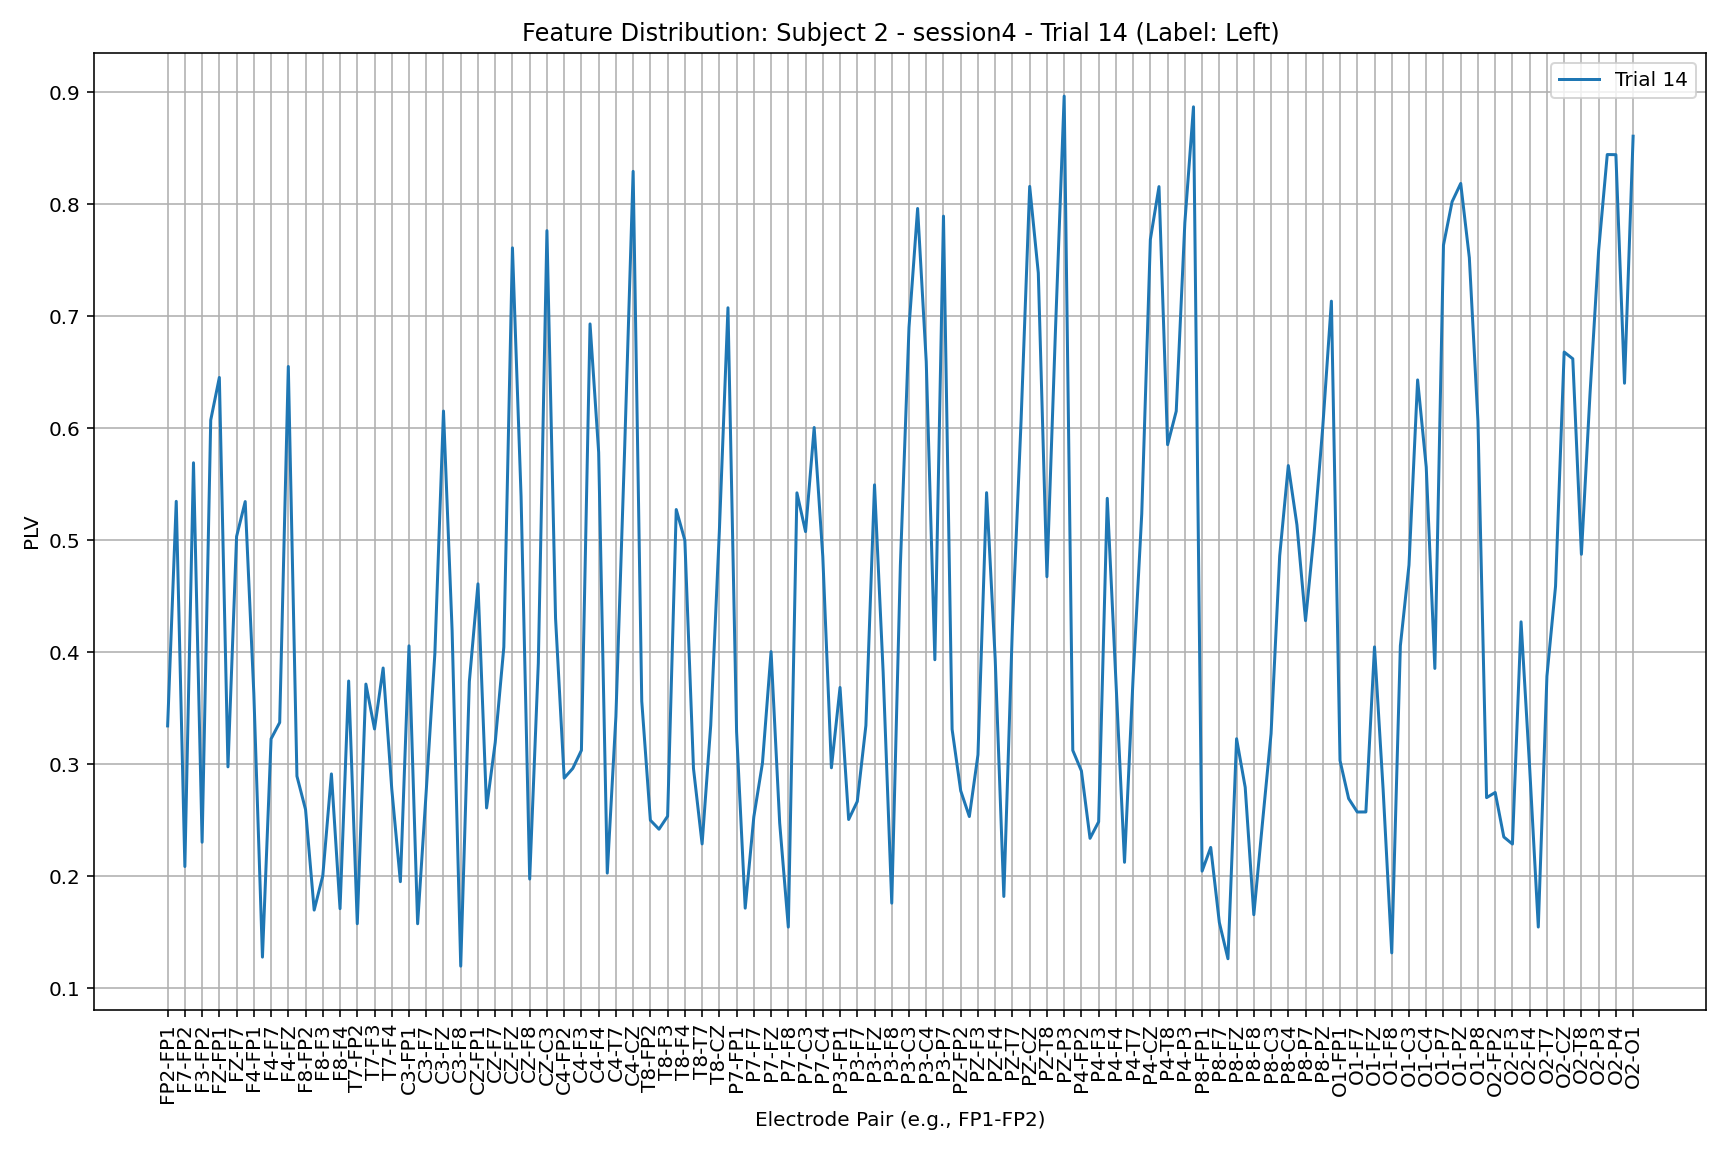 Feature Distribution: Subject 2 - session4 - Trial 14 (Label: Left)
Trial 14
0.9
0.8
0.7
0.6
0.5
0.4
0.3
0.2
0.1
PLV
FP2-FP1
F7-FP2
F3-FP2
FZ-FP1
FZ-F7
F4-FP1
F4-F7
F4-FZ
F8-FP2
F8-F3
F8-F4
T7-FP2
T7-F3
T7-F4
C3-FP1
C3-F7
C3-FZ
C3-F8
CZ-FP1
CZ-F7
CZ-FZ
CZ-F8
CZ-C3
C4-FP2
C4-F3
C4-F4
C4-T7
C4-CZ
T8-FP2
T8-F3
T8-F4
T8-T7
T8-CZ
P7-FP1
P7-F7
P7-FZ
P7-F8
P7-C3
P7-C4
P3-FP1
P3-F7
P3-FZ
P3-F8
P3-C3
P3-C4
P3-P7
PZ-FP2
PZ-F3
PZ-F4
PZ-T7
PZ-CZ
PZ-T8
PZ-P3
P4-FP2
P4-F3
P4-F4
P4-T7
P4-CZ
P4-T8
P4-P3
P8-FP1
P8-F7
P8-FZ
P8-F8
P8-C3
P8-C4
P8-P7
P8-PZ
O1-FP1
O1-F7
O1-FZ
O1-F8
O1-C3
O1-C4
O1-P7
O1-PZ
O1-P8
O2-FP2
O2-F3
O2-F4
O2-T7
O2-CZ
O2-T8
O2-P3
O2-P4
O2-O1
Electrode Pair (e.g., FP1-FP2)